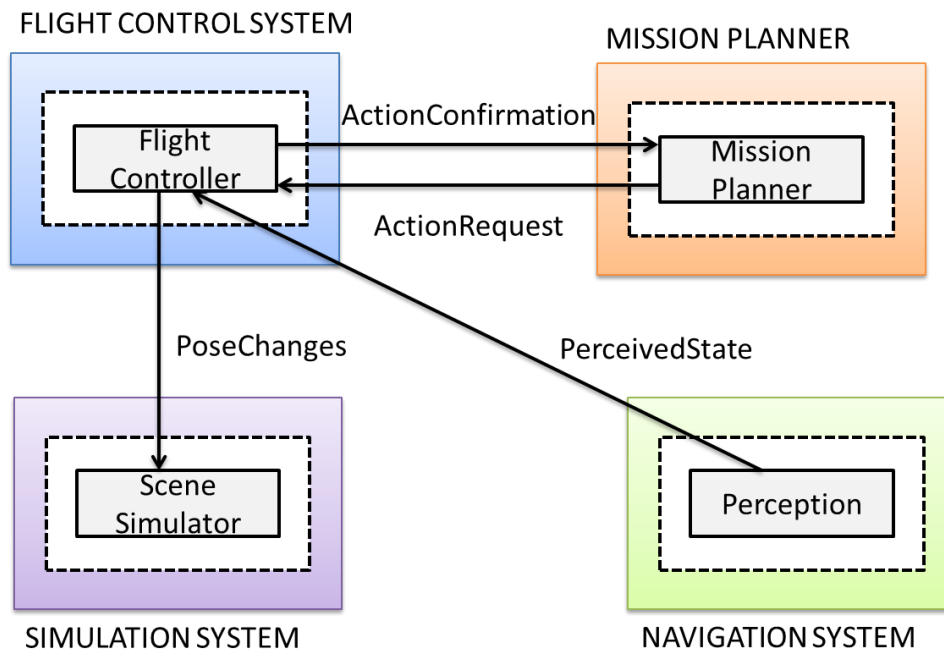 FLIGHT CONTROL SYSTEM
MISSION PLANNER
Flight
Controller
ActionConfirmation
Mission
Planner
ActionRequest
PoseChanges
PerceivedState
Scene
Simulator
Perception
SIMULATION SYSTEM
NAVIGATION SYSTEM